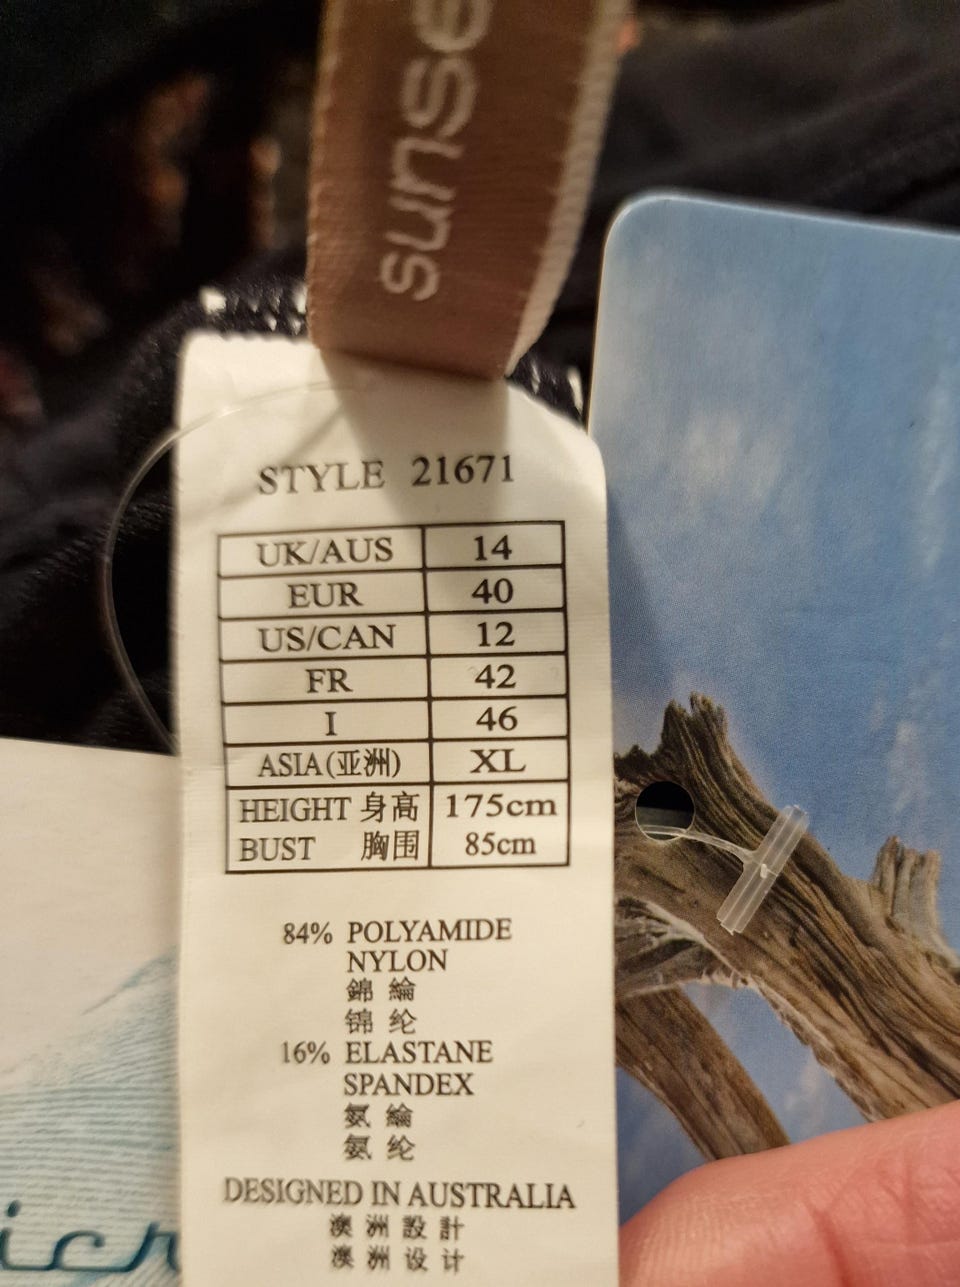 sunse
STYLE 21671
UK/AUS 14
EUR 40
US/CAN 12
FR 42
I 46
ASIA(亚洲) XL
HEIGHT 身高 175cm
BUST 胸围 85cm
84% POLYAMIDE
NYLON
錦 綸
锦 纶
16% ELASTANE
SPANDEX
氨 綸
氨 纶
DESIGNED IN AUSTRALIA
澳 洲 設 計
澳 洲 设 计
icr